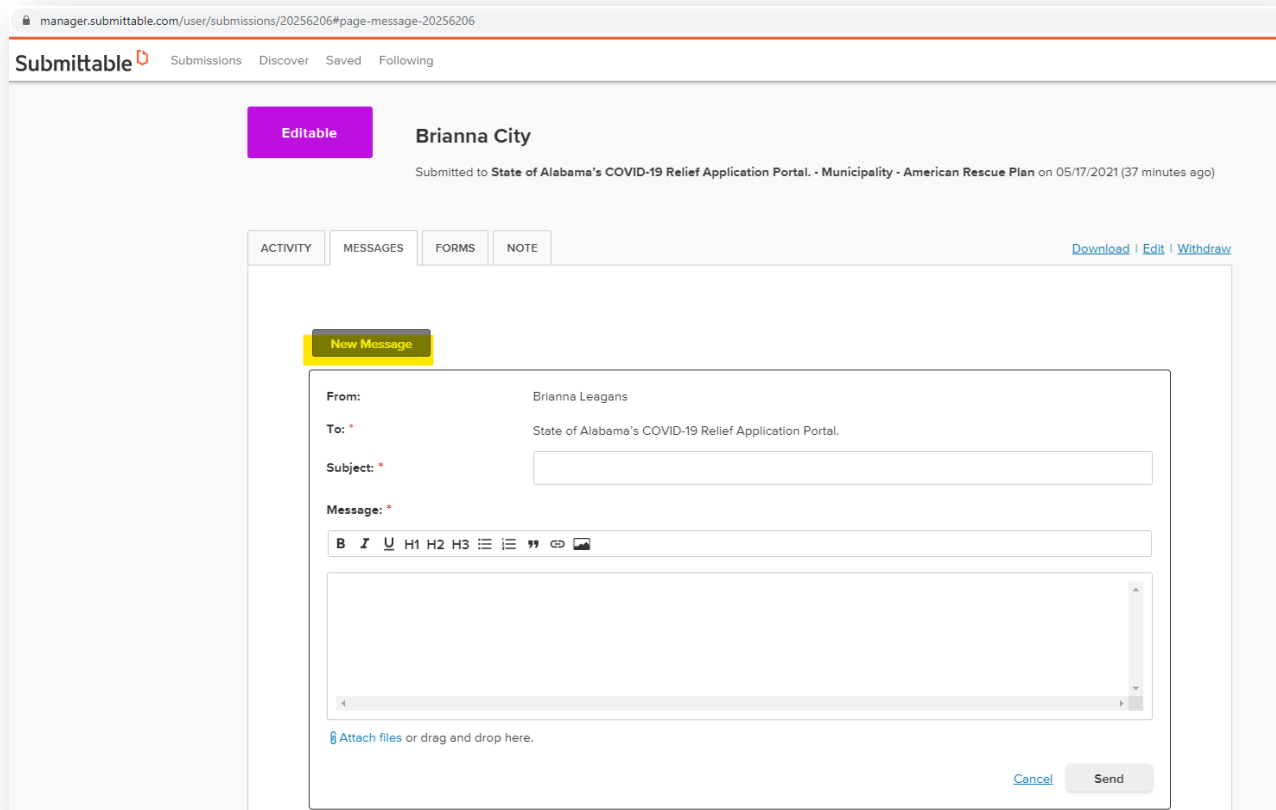 manager.submittable.com/user/submissions/20256206#page-message-20256206
Submittable Submissions Discover Saved Following
Editable
Brianna City
Submitted to State of Alabama's COVID-19 Relief Application Portal. - Municipality - American Rescue Plan on 05/17/2021 (37 minutes ago)
ACTIVITY MESSAGES FORMS NOTE Download | Edit | Withdraw
New Message
From: Brianna Leagans
To: * State of Alabama's COVID-19 Relief Application Portal.
Subject: *
Message: *
B I U H1 H2 H3
Attach files or drag and drop here.
Cancel Send